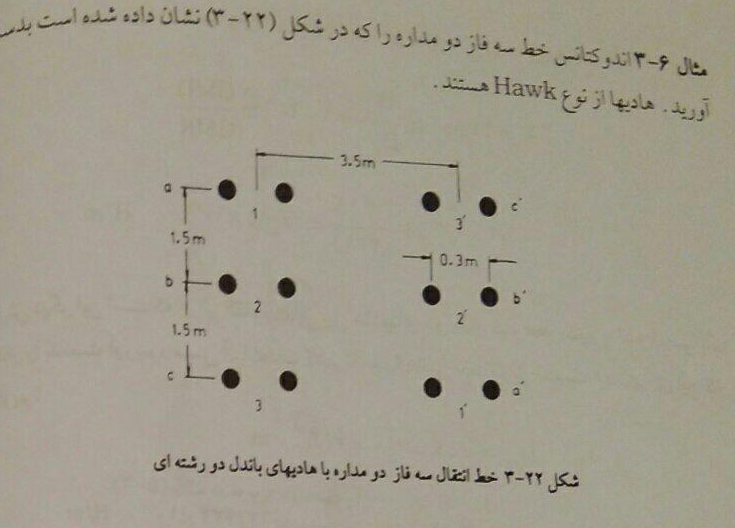 مثال ۶-۳ اندوکتانس خط سه فاز دو مداره را که در شکل (۲۲-۳) نشان داده شده است بدس
آورید. هادیها از نوع Hawk هستند.
3.5m
a 1 3′ c′
1.5m
0.3m
b 2 2′ b′
1.5m
c 3 1′ a′
شکل ۲۲-۳ خط انتقال سه فاز دو مداره با هادیهای باندل دو رشته ای